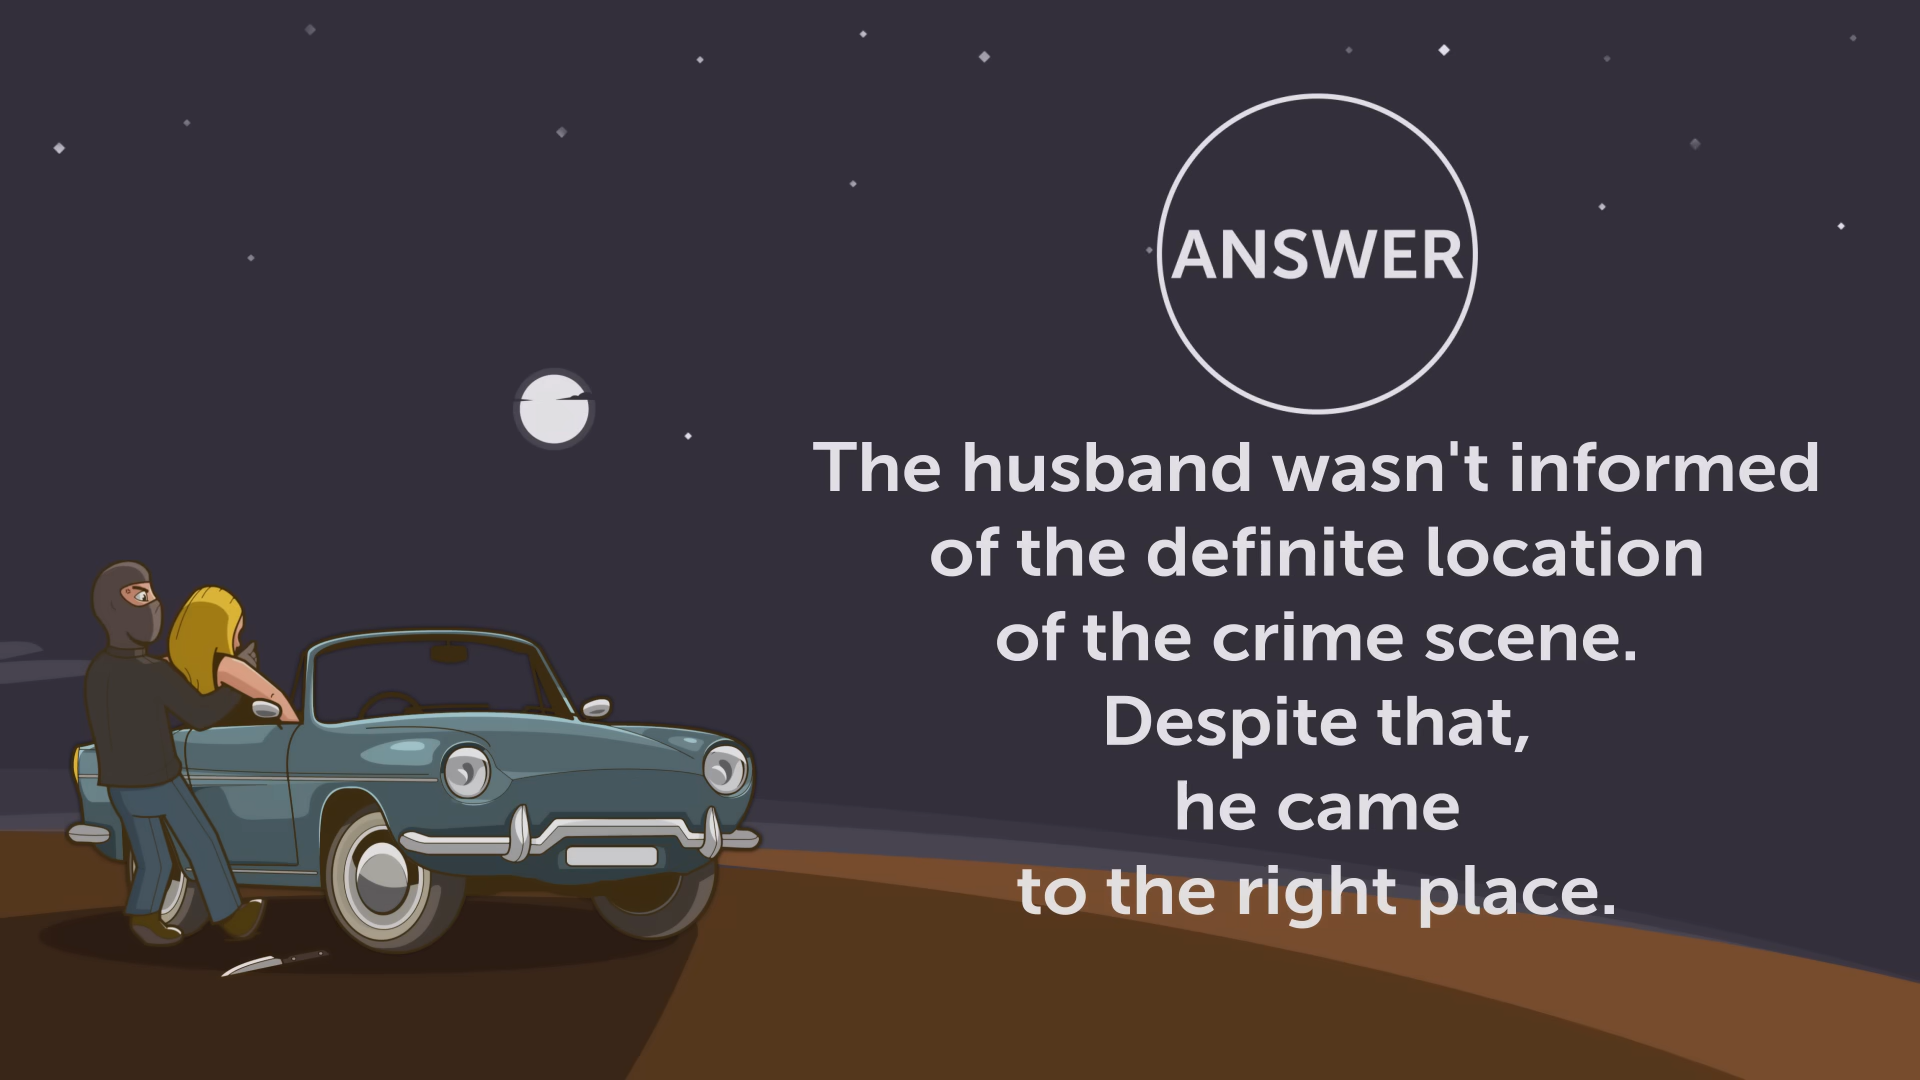 ANSWER
The husband wasn't informed
of the definite location
of the crime scene.
Despite that,
he came
to the right place.